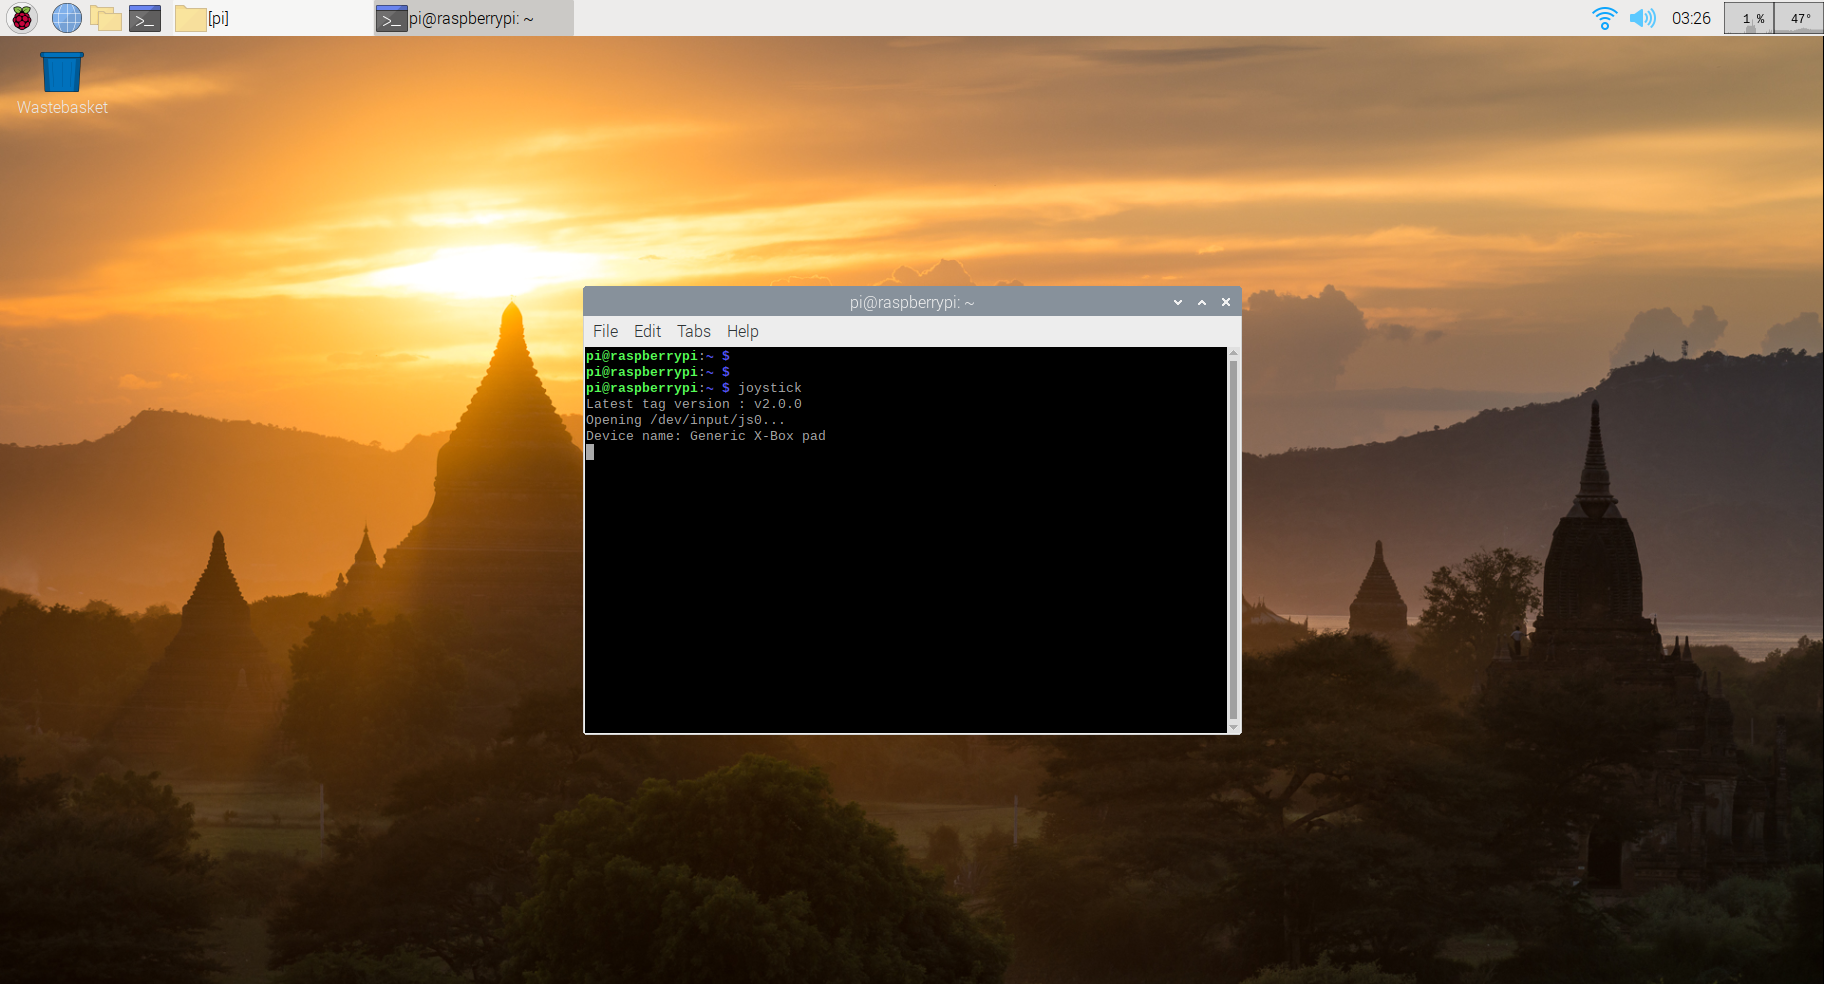 [pi]
pi@raspberrypi: ~
03:26
1 %
47°
Wastebasket
pi@raspberrypi: ~
File Edit Tabs Help
pi@raspberrypi:~ $
pi@raspberrypi:~ $
pi@raspberrypi:~ $ joystick
Latest tag version : v2.0.0
Opening /dev/input/js0...
Device name: Generic X-Box pad